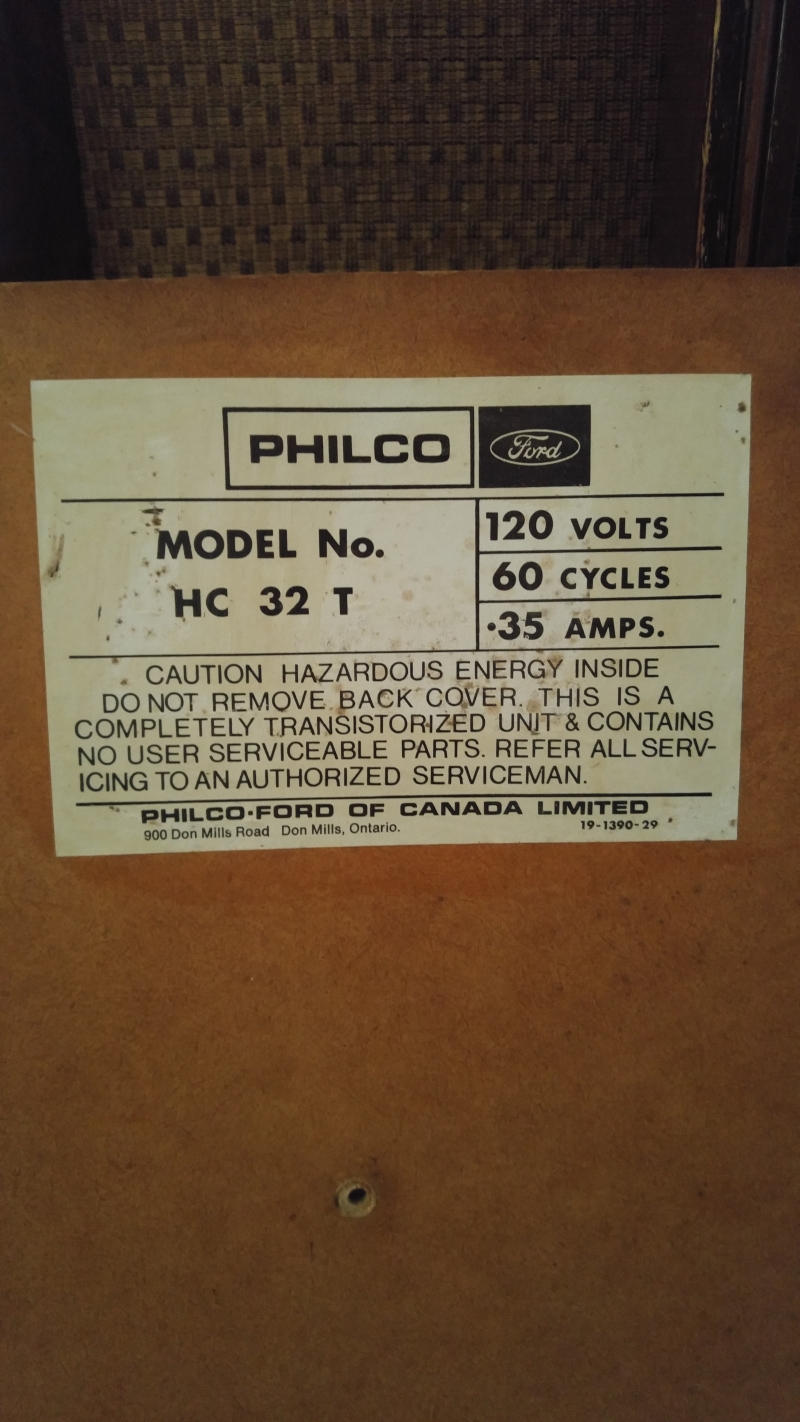 PHILCO Ford
MODEL No.
HC 32 T
120 VOLTS
60 CYCLES
.35 AMPS.
CAUTION HAZARDOUS ENERGY INSIDE
DO NOT REMOVE BACK COVER. THIS IS A
COMPLETELY TRANSISTORIZED UNIT & CONTAINS
NO USER SERVICEABLE PARTS. REFER ALL SERV-
ICING TO AN AUTHORIZED SERVICEMAN.
PHILCO-FORD OF CANADA LIMITED
900 Don Mills Road Don Mills, Ontario.
19-1390-29